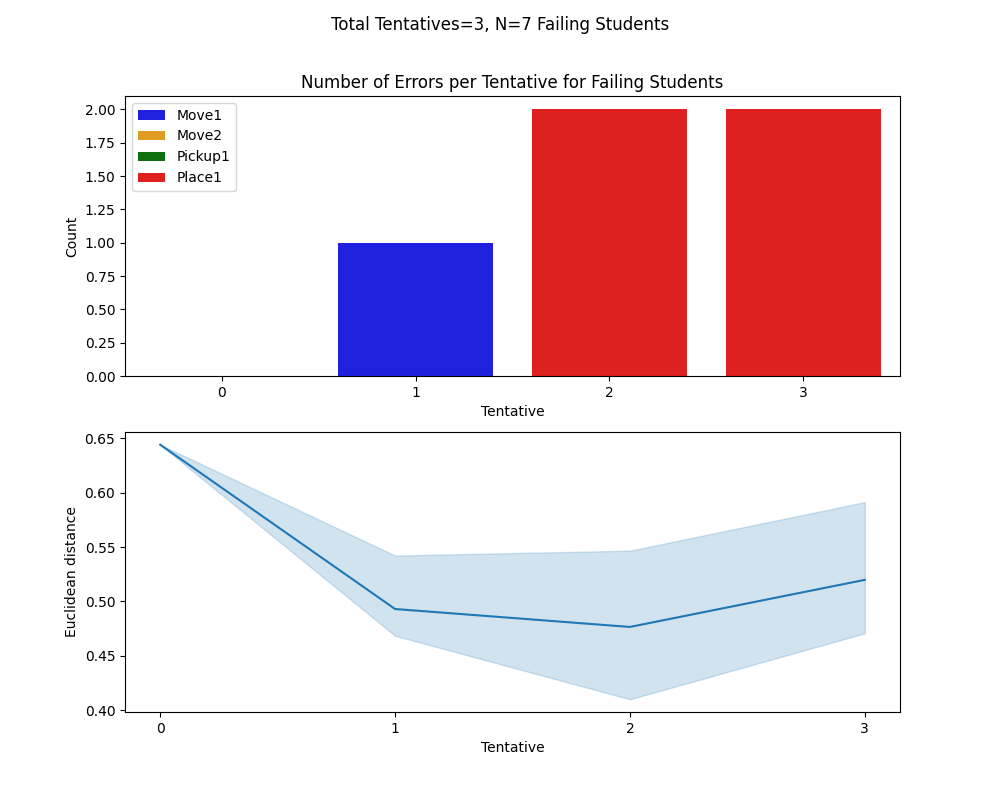 Total Tentatives=3, N=7 Failing Students
Number of Errors per Tentative for Failing Students
2.00
1.75
1.50
1.25
1.00
0.75
0.50
0.25
0.00
Count
Move1
Move2
Pickup1
Place1
0 1 2 3
Tentative
0.65
0.60
0.55
0.50
0.45
0.40
Euclidean distance
0 1 2 3
Tentative